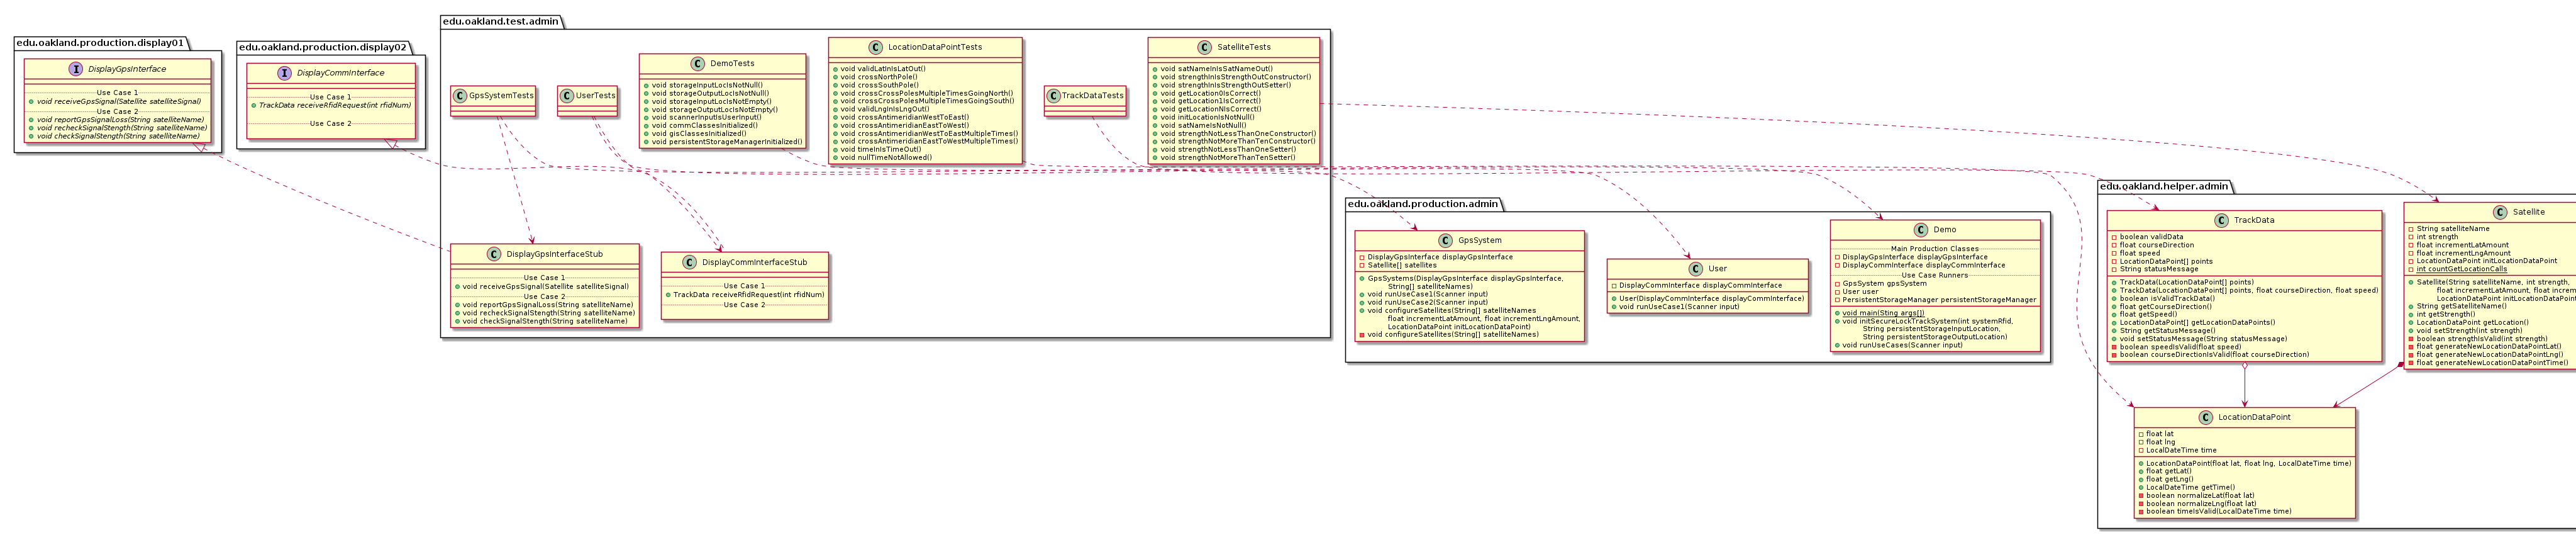 edu.oakland.production.display01
DisplayGpsInterface
Use Case 1
void receiveGpsSignal(Satellite satelliteSignal)
Use Case 2
void reportGpsSignalLoss(String satelliteName)
void recheckSignalStength(String satelliteName)
void checkSignalStength(String satelliteName)
edu.oakland.production.display02
DisplayCommInterface
Use Case 1
TrackData receiveRfidRequest(int rfidNum)
Use Case 2
edu.oakland.test.admin
GpsSystemTests
UserTests
DemoTests
void storageInputLocIsNotNull()
void storageOutputLocIsNotNull()
void storageInputLocIsNotEmpty()
void storageOutputLocIsNotEmpty()
void scannerInputIsUserInput()
void commClassesInitialized()
void gisClassesInitialized()
void persistentStorageManagerInitialized()
LocationDataPointTests
void validLatInIsLatOut()
void crossNorthPole()
void crossSouthPole()
void crossCrossPolesMultipleTimesGoingNorth()
void crossCrossPolesMultipleTimesGoingSouth()
void validLngInIsLngOut()
void crossAntimeridianWestToEast()
void crossAntimeridianEastToWest()
void crossAntimeridianWestToEastMultipleTimes()
void crossAntimeridianEastToWestMultipleTimes()
void timeInIsTimeOut()
void nullTimeNotAllowed()
TrackDataTests
SatelliteTests
void satNameInIsSatNameOut()
void strengthInIsStrengthOutConstructor()
void strengthInIsStrengthOutSetter()
void getLocation0IsCorrect()
void getLocation1IsCorrect()
void getLocationNIsCorrect()
void initLocationIsNotNull()
void satNameIsNotNull()
void strengthNotLessThanOneConstructor()
void strengthNotMoreThanTenConstructor()
void strengthNotLessThanOneSetter()
void strengthNotMoreThanTenSetter()
DisplayGpsInterfaceStub
Use Case 1
void receiveGpsSignal(Satellite satelliteSignal)
Use Case 2
void reportGpsSignalLoss(String satelliteName)
void recheckSignalStength(String satelliteName)
void checkSignalStength(String satelliteName)
DisplayCommInterfaceStub
Use Case 1
TrackData receiveRfidRequest(int rfidNum)
Use Case 2
edu.oakland.production.admin
GpsSystem
DisplayGpsInterface displayGpsInterface
Satellite[] satellites
GpsSystems(DisplayGpsInterface displayGpsInterface,
String[] satelliteNames)
void runUseCase1(Scanner input)
void runUseCase2(Scanner input)
void configureSatellites(String[] satelliteNames
float incrementLatAmount, float incrementLngAmount,
LocationDataPoint initLocationDataPoint)
void configureSatellites(String[] satelliteNames)
User
DisplayCommInterface displayCommInterface
User(DisplayCommInterface displayCommInterface)
void runUseCase1(Scanner input)
Demo
Main Production Classes
DisplayGpsInterface displayGpsInterface
DisplayCommInterface displayCommInterface
Use Case Runners
GpsSystem gpsSystem
User user
PersistentStorageManager persistentStorageManager
void main(Stirg args[])
void initSecureLockTrackSystem(int systemRfid,
String persistentStorageInputLocation,
String persistentStorageOutputLocation)
void runUseCases(Scanner input)
edu.oakland.helper.admin
TrackData
boolean validData
float courseDirection
float speed
LocationDataPoint[] points
String statusMessage
TrackData(LocationDataPoint[] points)
TrackData(LocationDataPoint[] points, float courseDirection, float speed)
boolean isValidTrackData()
float getCourseDirection()
float getSpeed()
LocationDataPoint[] getLocationDataPoints()
String getStatusMessage()
void setStatusMessage(String statusMessage)
boolean speedIsValid(float speed)
boolean courseDirectionIsValid(float courseDirection)
Satellite
String satelliteName
int strength
float incrementLatAmount
float incrementLngAmount
LocationDataPoint initLocationDataPoint
int countGetLocationCalls
Satellite(String satelliteName, int strength,
float incrementLatAmount, float increm
LocationDataPoint initLocationDataPoint
String getSatelliteName()
int getStrength()
LocationDataPoint getLocation()
void setStrength(int strength)
boolean strengthIsValid(int strength)
float generateNewLocationDataPointLat()
float generateNewLocationDataPointLng()
float generateNewLocationDataPointTime()
LocationDataPoint
float lat
float lng
LocalDateTime time
LocationDataPoint(float lat, float lng, LocalDateTime time)
float getLat()
float getLng()
LocalDateTime getTime()
boolean normalizeLat(float lat)
boolean normalizeLng(float lat)
boolean timeIsValid(LocalDateTime time)